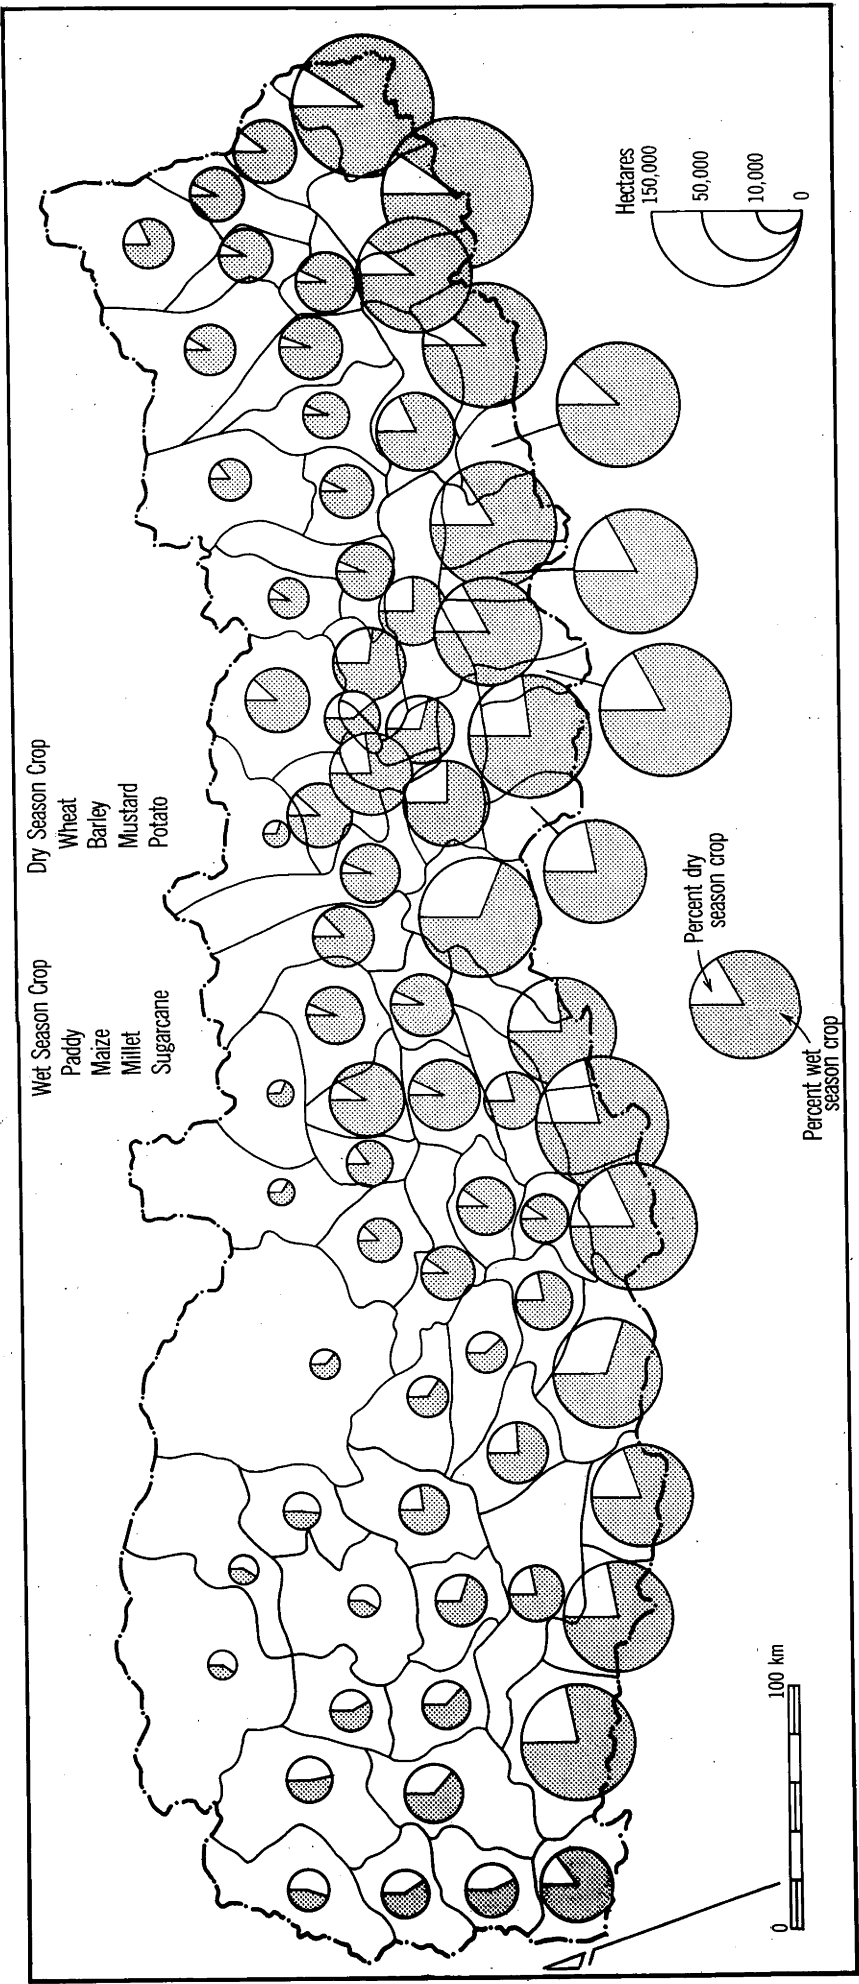 Wet Season Crop
Paddy
Maize
Millet
Sugarcane
Dry Season Crop
Wheat
Barley
Mustard
Potato
Percent dry
season crop
Percent wet
season crop
Hectares
150,000
50,000
10,000
0
0
100 km